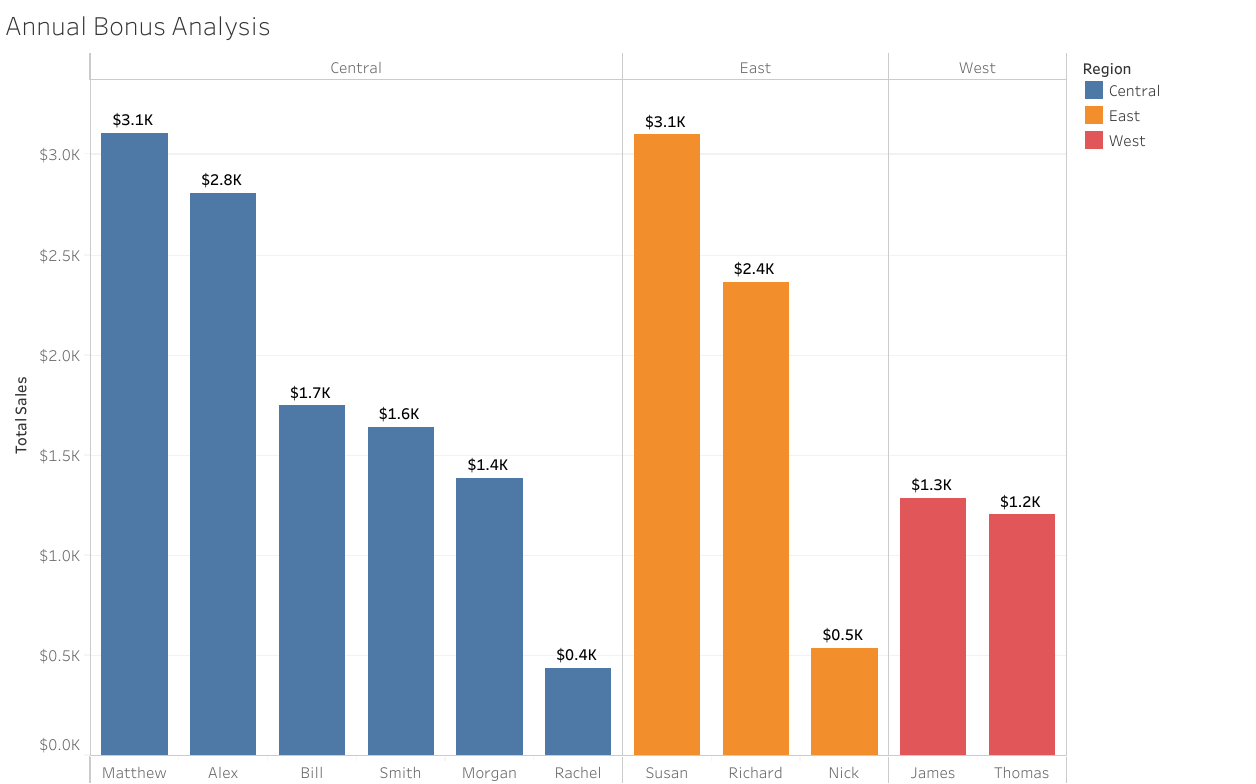 Annual Bonus Analysis
Central East West
Region
Central
East
West
$3.1K $2.8K $1.7K $1.6K $1.4K $0.4K $3.1K $2.4K $0.5K $1.3K $1.2K
$3.0K
$2.5K
$2.0K
$1.5K
$1.0K
$0.5K
$0.0K
Total Sales
Matthew Alex Bill Smith Morgan Rachel Susan Richard Nick James Thomas